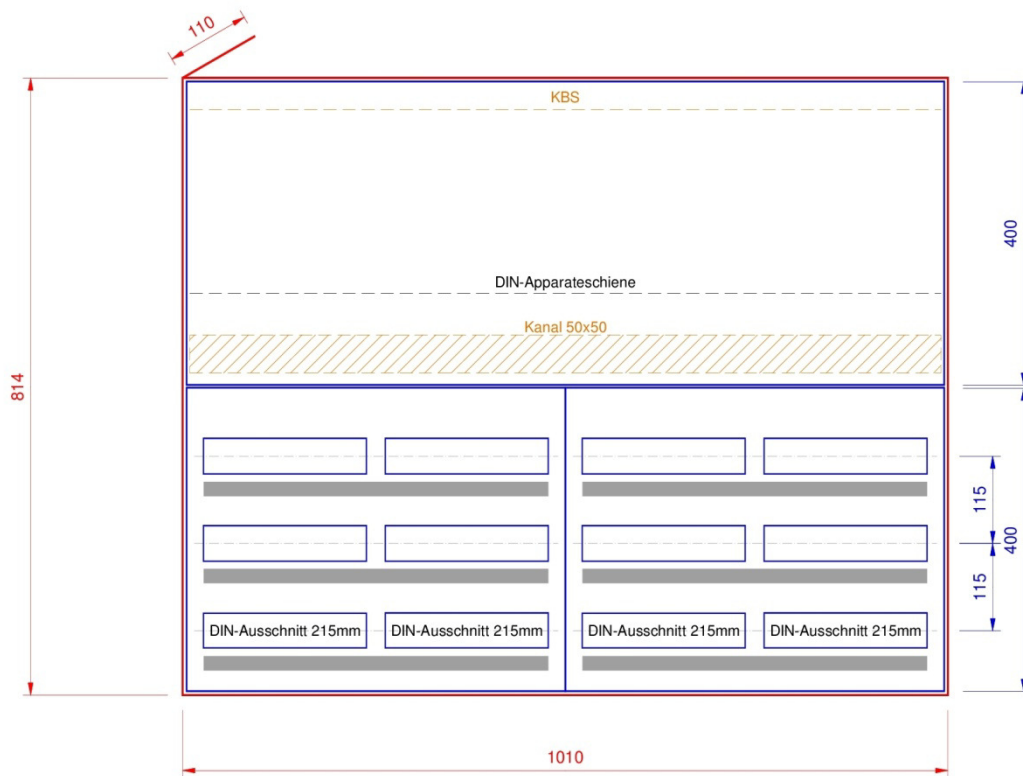 110
KBS
400
DIN-Apparateschiene
Kanal 50x50
814
115
400
115
DIN-Ausschnitt 215mm DIN-Ausschnitt 215mm DIN-Ausschnitt 215mm DIN-Ausschnitt 215mm
1010